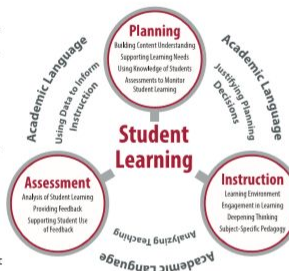 Planning
Building Content Understanding
Supporting Learning Needs
Using Knowledge of Students
Assessments to Monitor
Student Learning
Academic Language
Using Data to Inform
Instruction
Academic Language
Justifying Planning
Decisions
Student
Learning
Assessment
Analysis of Student Learning
Providing Feedback
Supporting Student Use
of Feedback
Instruction
Learning Environment
Engagement in Learning
Deepening Thinking
Subject-Specific Pedagogy
Analyzing Teaching
Academic Language